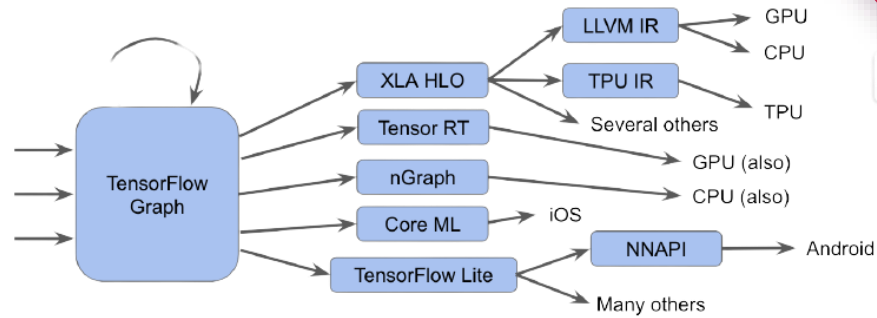 LLVM IR
GPU
CPU
XLA HLO
TPU IR
TPU
Several others
Tensor RT
GPU (also)
TensorFlow
Graph
nGraph
CPU (also)
Core ML
iOS
NNAPI
Android
TensorFlow Lite
Many others